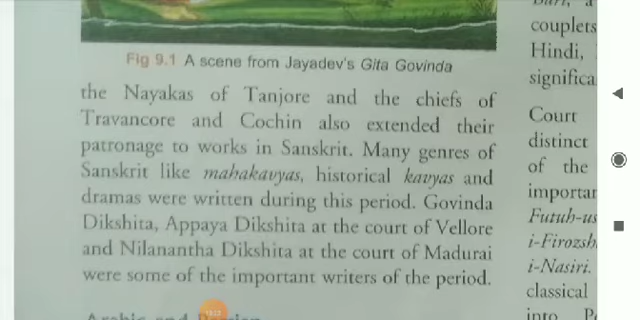 Fig 9.1 A scene from Jayadev's Gita Govinda
the Nayakas of Tanjore and the chiefs of
Travancore and Cochin also extended their
patronage to works in Sanskrit. Many genres of
Sanskrit like mahakavyas, historical kavyas and
dramas were written during this period. Govinda
Dikshita, Appaya Dikshita at the court of Vellore
and Nilanantha Dikshita at the court of Madurai
were some of the important writers of the period.
couplets
Hindi,
significa
Court
distinct
of the
importan
Futuh-us
i-Firozsh
i-Nasiri.
classical
into